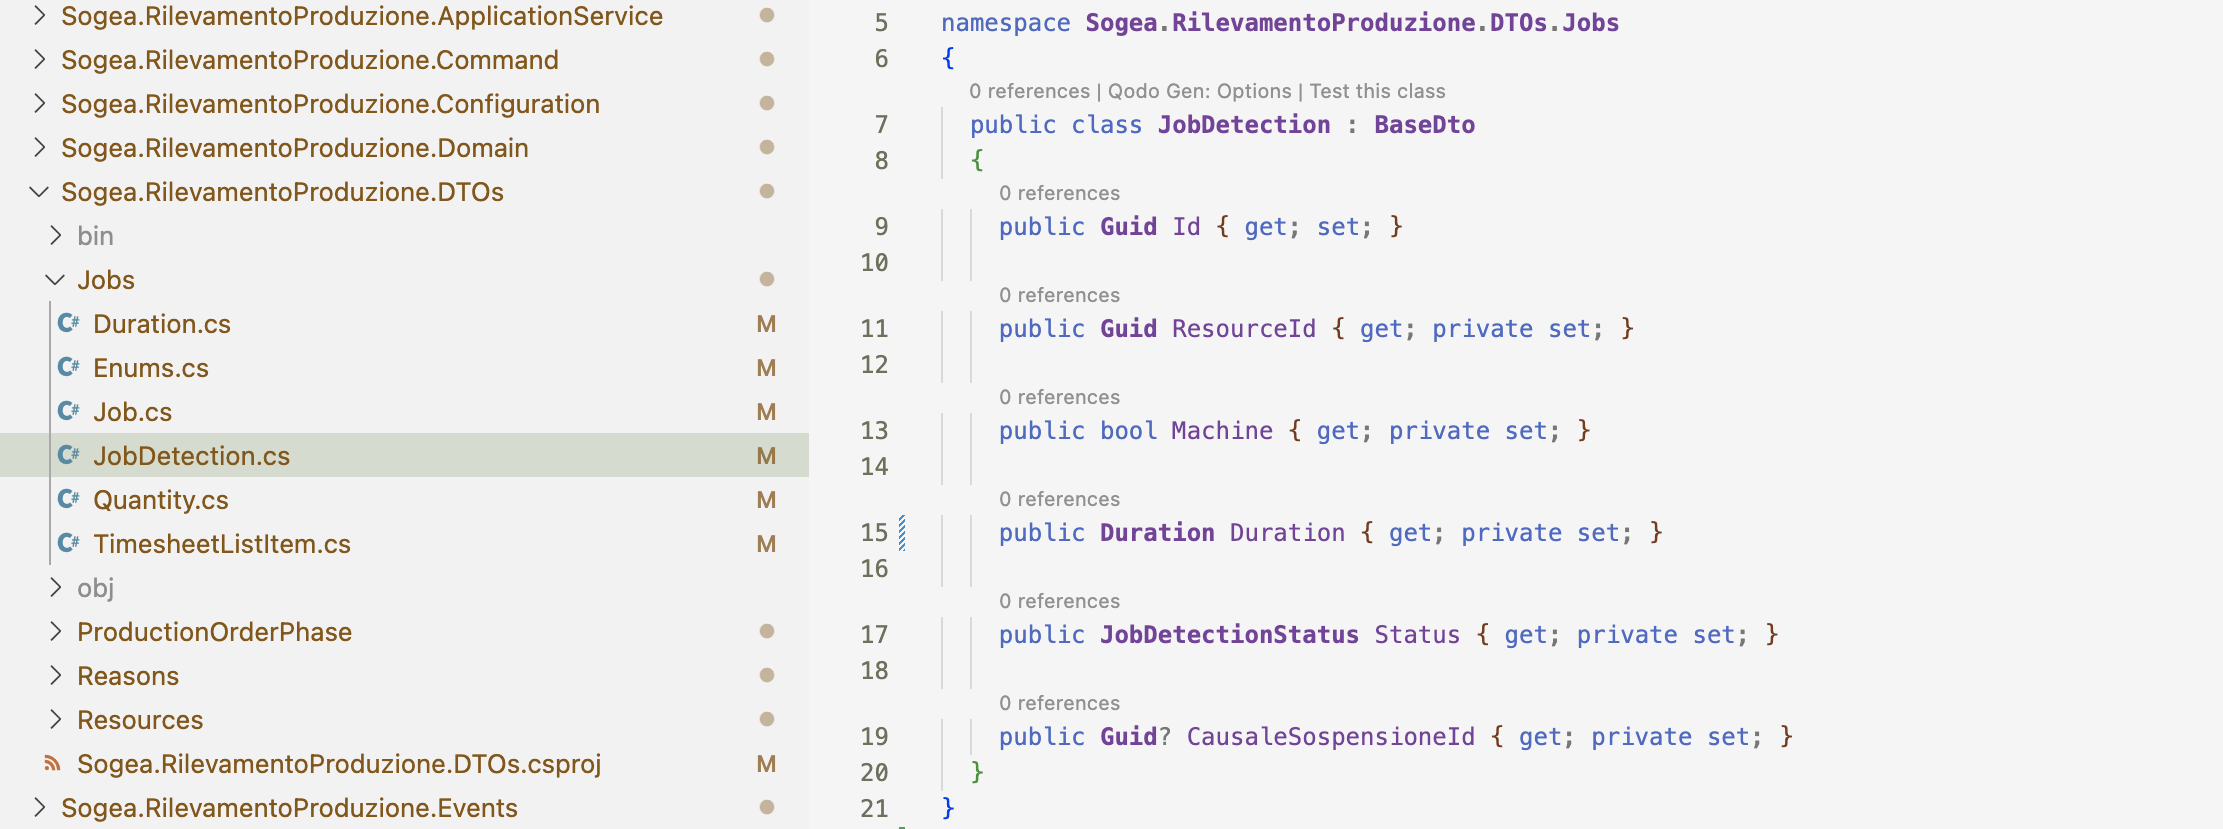 Sogea.RilevamentoProduzione.ApplicationService
Sogea.RilevamentoProduzione.Command
Sogea.RilevamentoProduzione.Configuration
Sogea.RilevamentoProduzione.Domain
Sogea.RilevamentoProduzione.DTOs
bin
Jobs
C# Duration.cs M
C# Enums.cs M
C# Job.cs M
C# JobDetection.cs M
C# Quantity.cs M
C# TimesheetListItem.cs M
obj
ProductionOrderPhase
Reasons
Resources
Sogea.RilevamentoProduzione.DTOs.csproj M
Sogea.RilevamentoProduzione.Events
5 namespace Sogea.RilevamentoProduzione.DTOs.Jobs
6 {
0 references | Qodo Gen: Options | Test this class
7 public class JobDetection : BaseDto
8 {
0 references
9 public Guid Id { get; set; }
10
0 references
11 public Guid ResourceId { get; private set; }
12
0 references
13 public bool Machine { get; private set; }
14
0 references
15 public Duration Duration { get; private set; }
16
0 references
17 public JobDetectionStatus Status { get; private set; }
18
0 references
19 public Guid? CausaleSospensioneId { get; private set; }
20 }
21 }